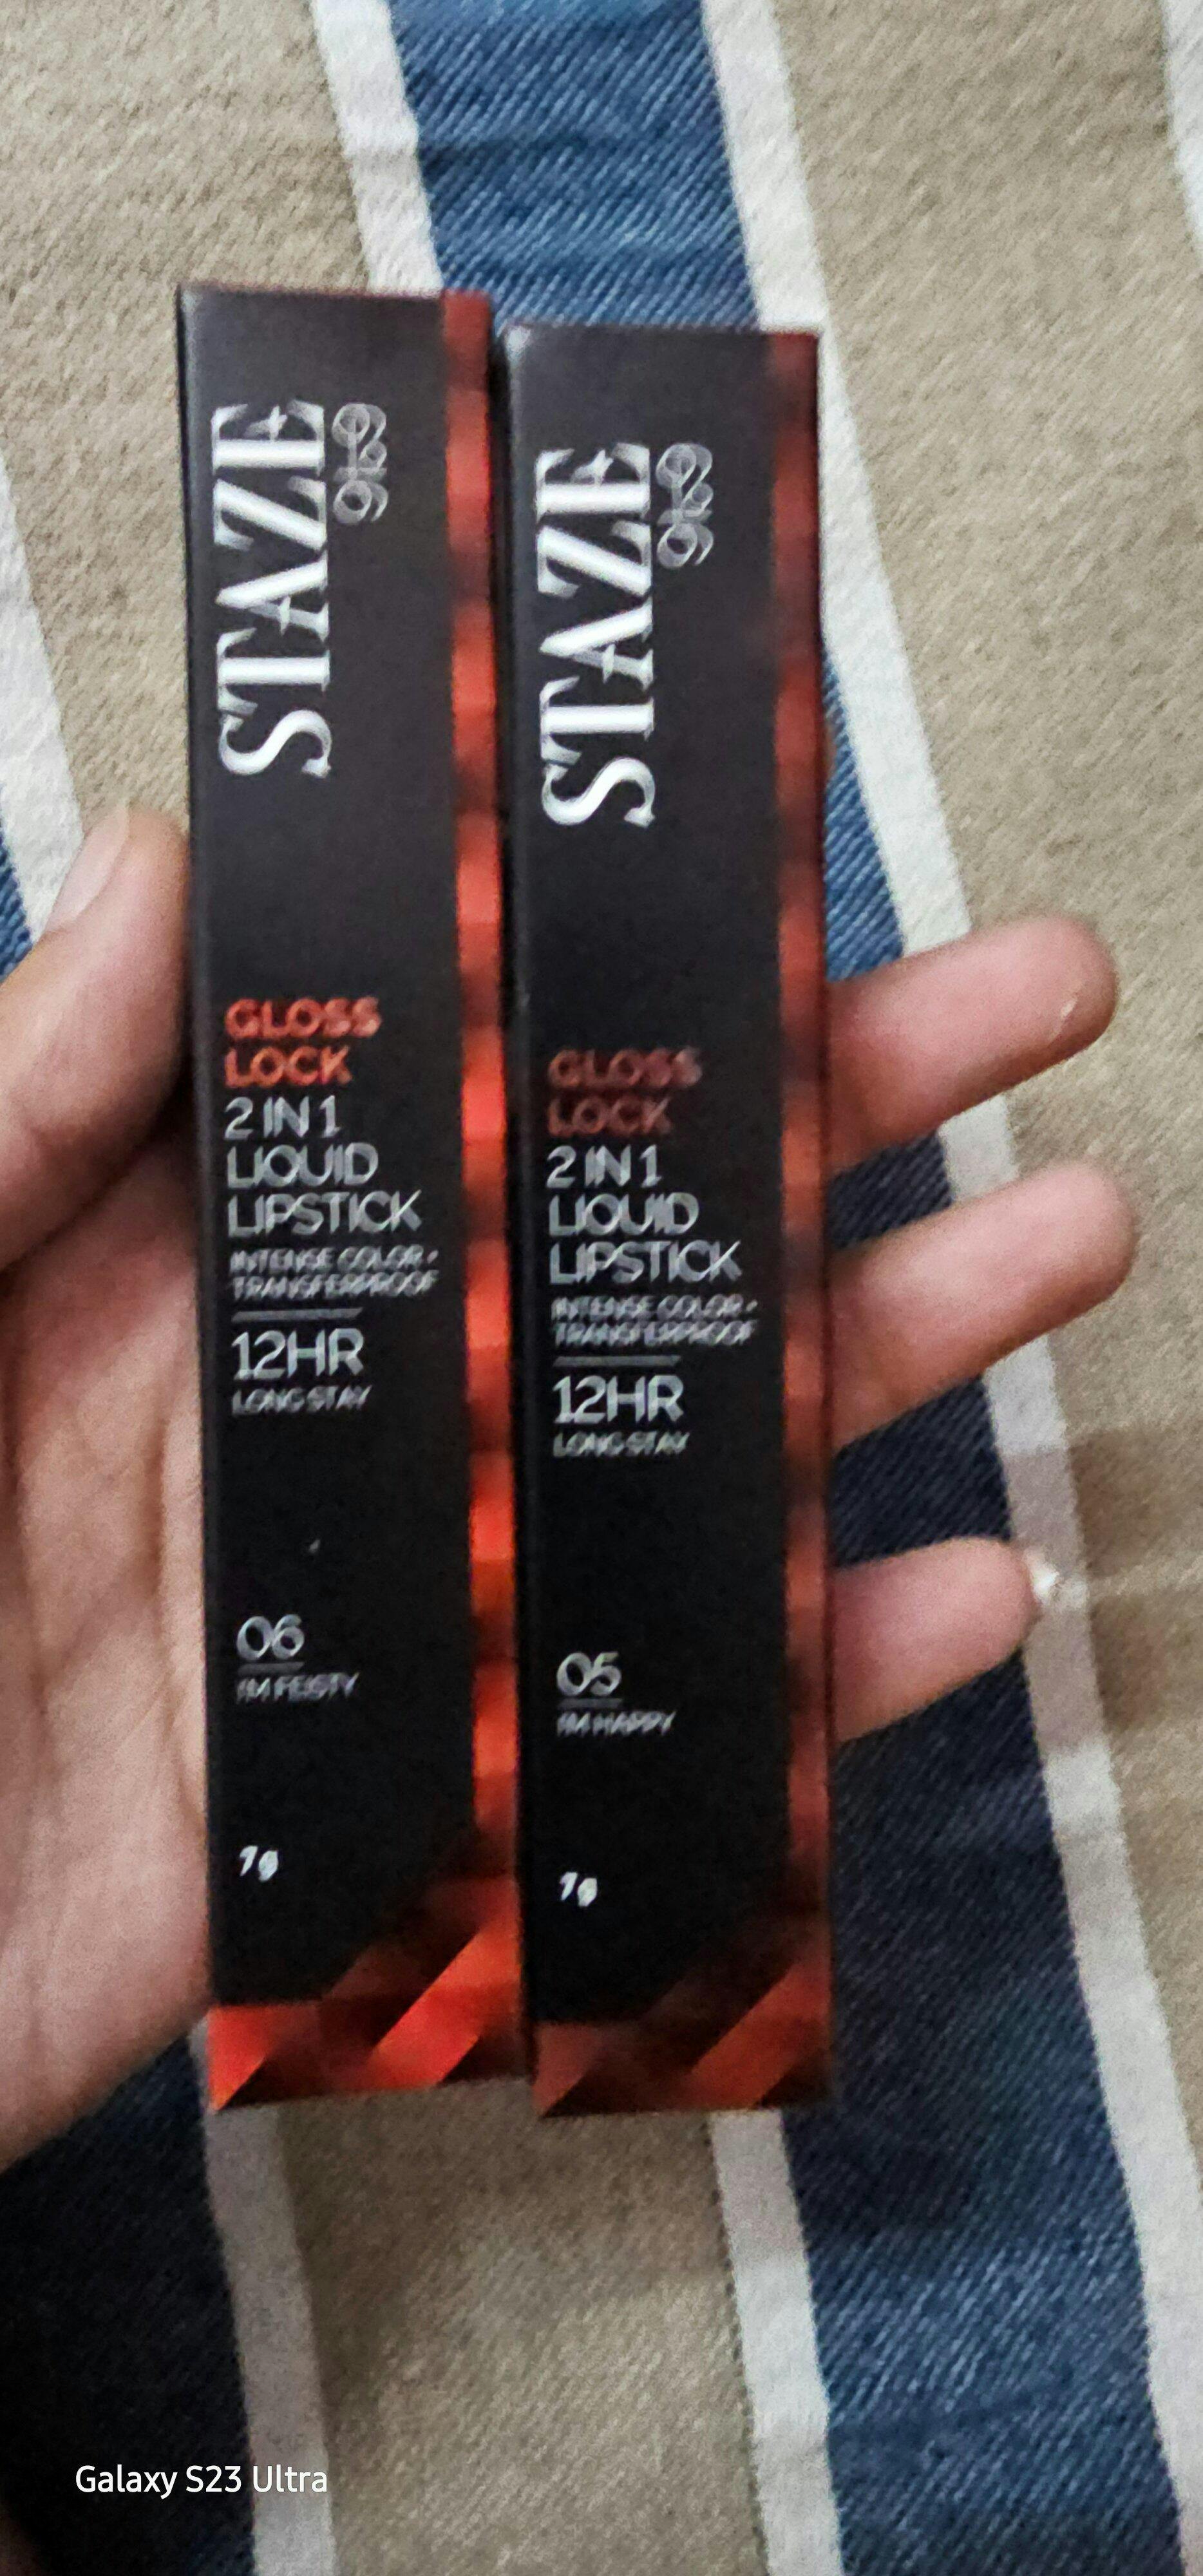 STAZE
9to9
GLOSS
LOCK
2 IN 1
LIQUID
LIPSTICK
INTENSE COLOR +
TRANSFERPROOF
12HR
LONG STAY
06
I'M FEISTY
7g
STAZE
9to9
GLOSS
LOCK
2 IN 1
LIQUID
LIPSTICK
INTENSE COLOR +
TRANSFERPROOF
12HR
LONG STAY
05
I'M HAPPY
7g
Galaxy S23 Ultra